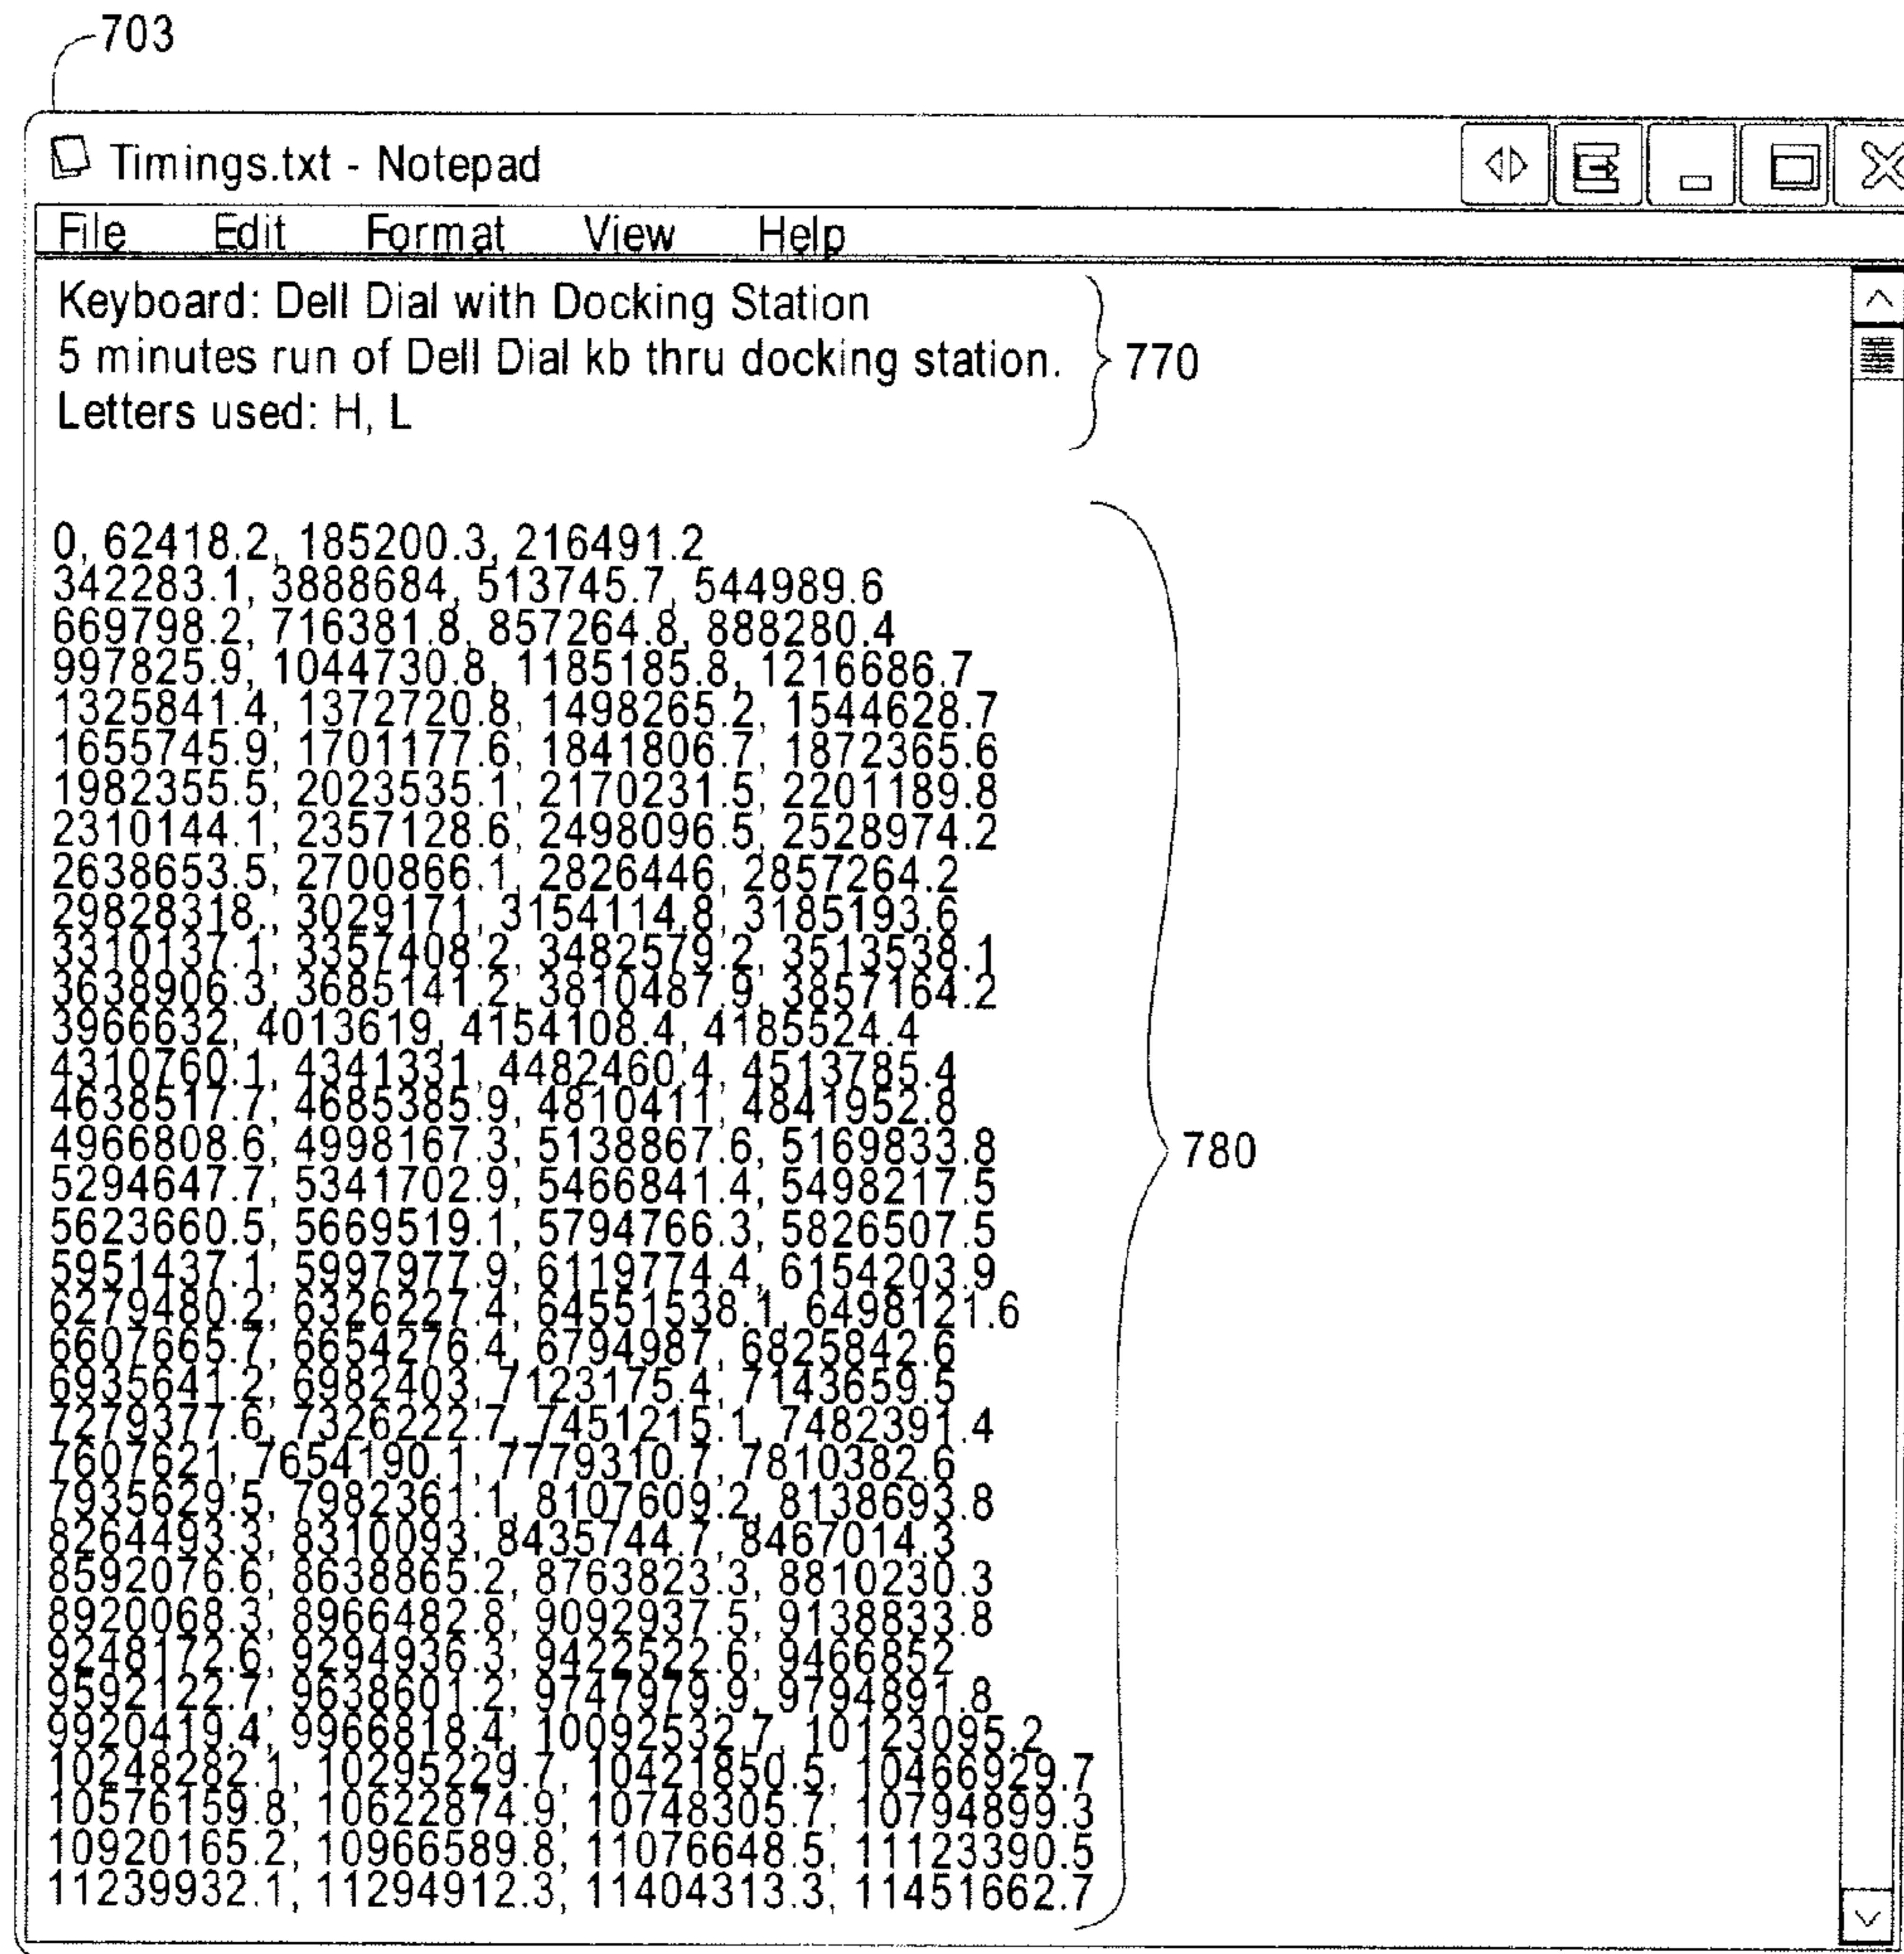 703
Timings.txt - Notepad
File Edit Format View Help
Keyboard: Dell Dial with Docking Station
5 minutes run of Dell Dial kb thru docking station.
Letters used: H, L
770
0, 62418.2, 185200.3, 216491.2
342283.1, 3888684, 513745.7, 544989.6
669798.2, 716381.8, 857264.8, 888280.4
997825.9, 1044730.8, 1185185.8, 1216686.7
1325841.4, 1372720.8, 1498265.2, 1544628.7
1655745.9, 1701177.6, 1841806.7, 1872365.6
1982355.5, 2023535.1, 2170231.5, 2201189.8
2310144.1, 2357128.6, 2498096.5, 2528974.2
2638653.5, 2700866.1, 2826446, 2857264.2
29828318., 3029171, 3154114.8, 3185193.6
3310137.1, 3357408.2, 3482579.2, 3513538.1
3638906.3, 3685141.2, 3810487.9, 3857164.2
3966632, 4013619, 4154108.4, 4185524.4
4310760.1, 4341331, 4482460.4, 4513785.4
4638517.7, 4685385.9, 4810411, 4841952.8
4966808.6, 4998167.3, 5138867.6, 5169833.8
5294647.7, 5341702.9, 5466841.4, 5498217.5
5623660.5, 5669519.1, 5794766.3, 5826507.5
5951437.1, 5997977.9, 6119774.4, 6154203.9
6279480.2, 6326227.4, 64551538.1, 6498121.6
6607665.7, 6654276.4, 6794987, 6825842.6
6935641.2, 6982403, 7123175.4, 7143659.5
7279377.6, 7326222.7, 7451215.1, 7482391.4
7607621, 7654190.1, 7779310.7, 7810382.6
7935629.5, 7982361.1, 8107609.2, 8138693.8
8264493.3, 8310093, 8435744.7, 8467014.3
8592076.6, 8638865.2, 8763823.3, 8810230.3
8920068.3, 8966482.8, 9092937.5, 9138833.8
9248172.6, 9294936.3, 9422522.6, 9466852
9592122.7, 9638601.2, 9747979.9, 9794891.8
9920419.4, 9966818.4, 10092532.7, 10123095.2
10248282.1, 10295229.7, 10421850.5, 10466929.7
10576159.8, 10622874.9, 10748305.7, 10794899.3
10920165.2, 10966589.8, 11076648.5, 11123390.5
11239932.1, 11294912.3, 11404313.3, 11451662.7
780